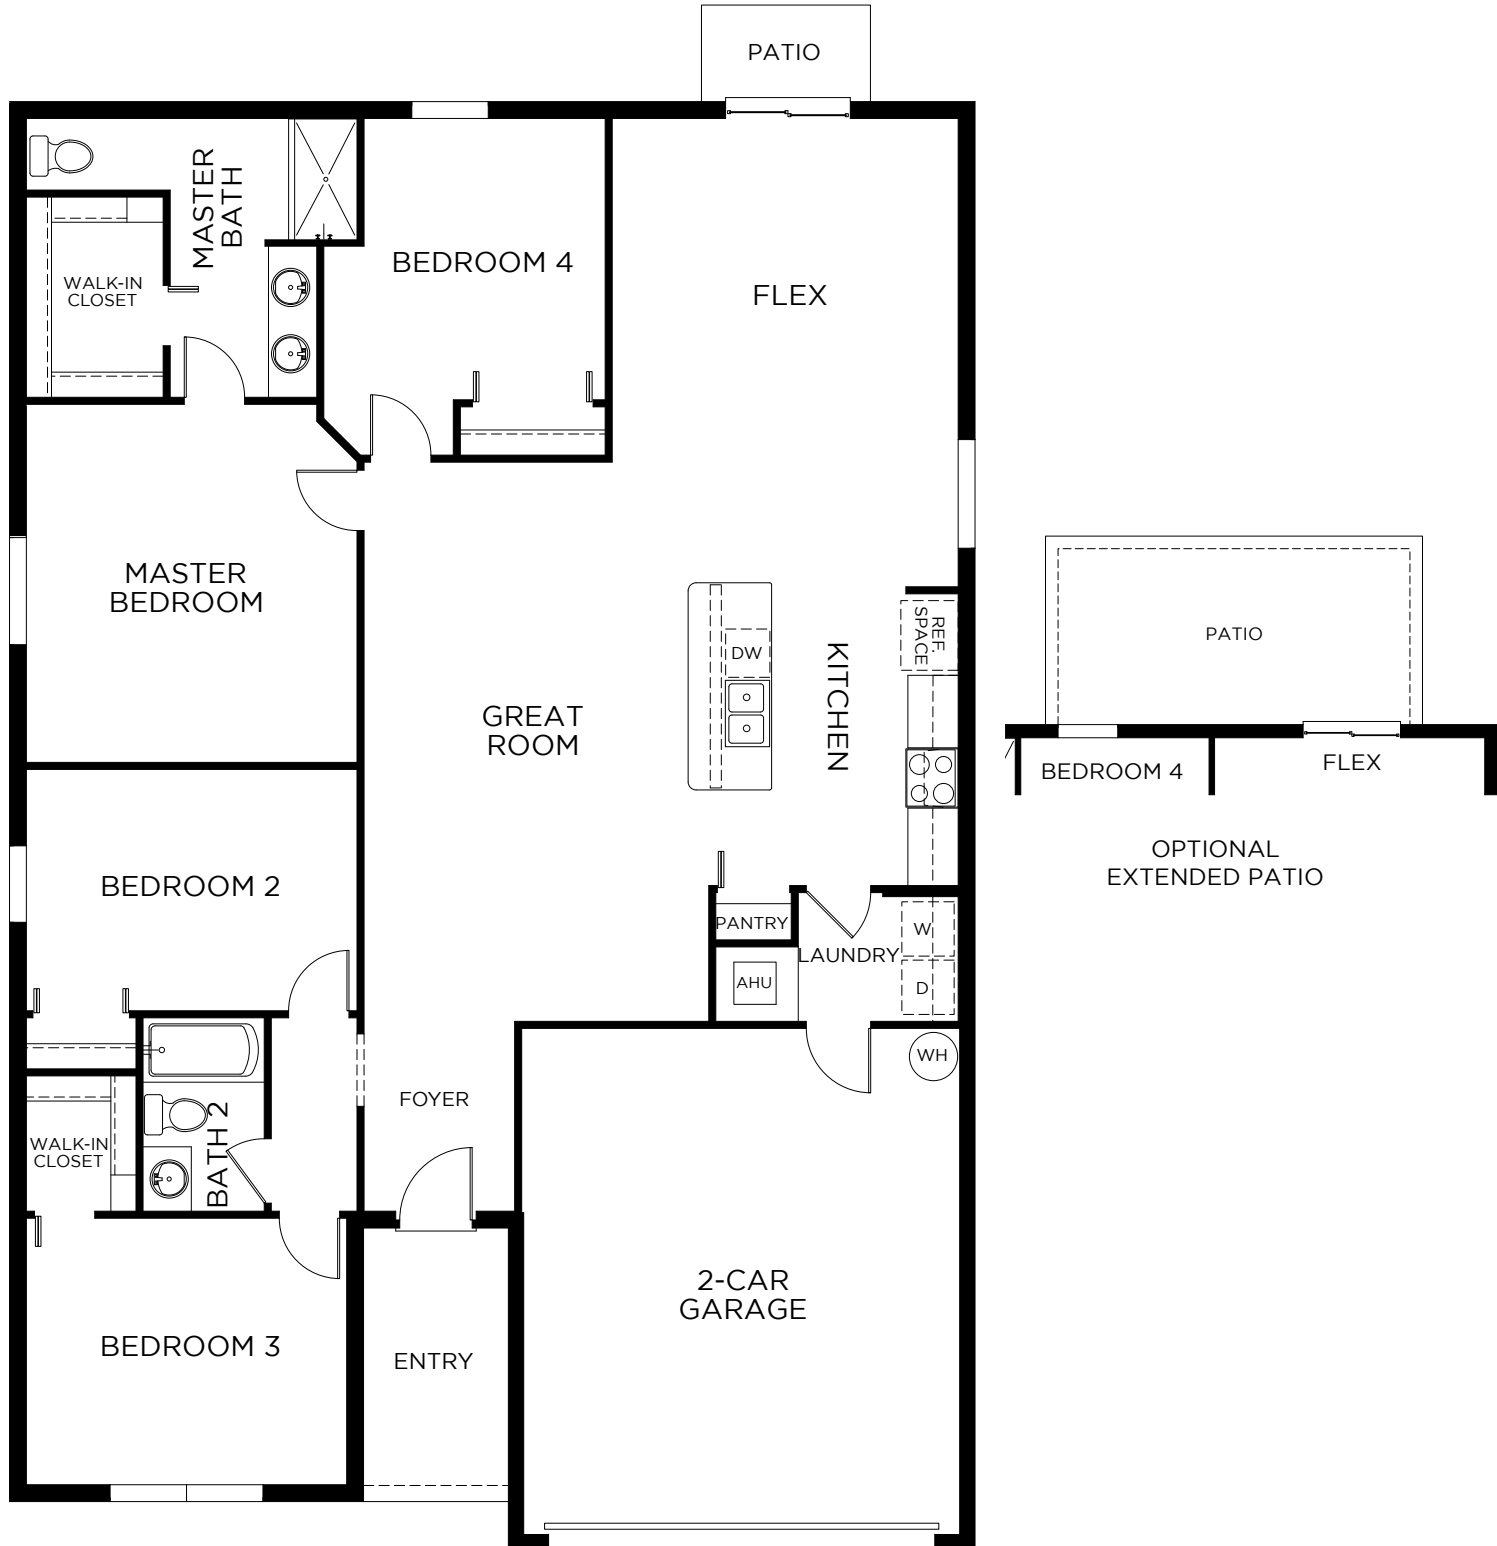 PATIO
MASTER
BATH
BEDROOM 4
WALK-IN
CLOSET
FLEX
MASTER
BEDROOM
REF.
SPACE
DW
KITCHEN
GREAT
ROOM
BEDROOM 2
PANTRY
W
LAUNDRY
AHU
D
WH
FOYER
BATH 2
WALK-IN
CLOSET
2-CAR
GARAGE
BEDROOM 3
ENTRY
PATIO
BEDROOM 4
FLEX
OPTIONAL
EXTENDED PATIO